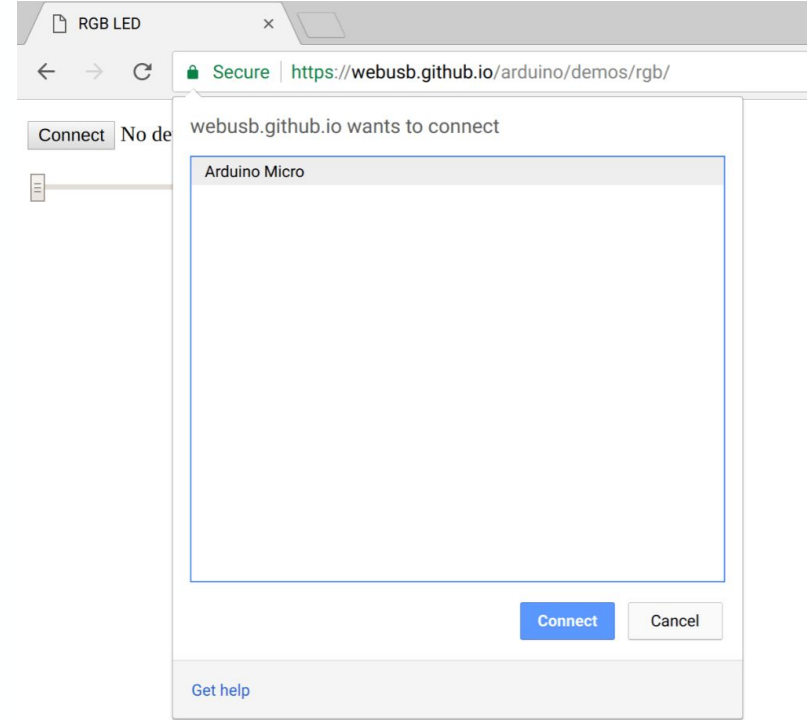 RGB LED
Secure https://webusb.github.io/arduino/demos/rgb/
Connect No de
webusb.github.io wants to connect
Arduino Micro
Connect Cancel
Get help